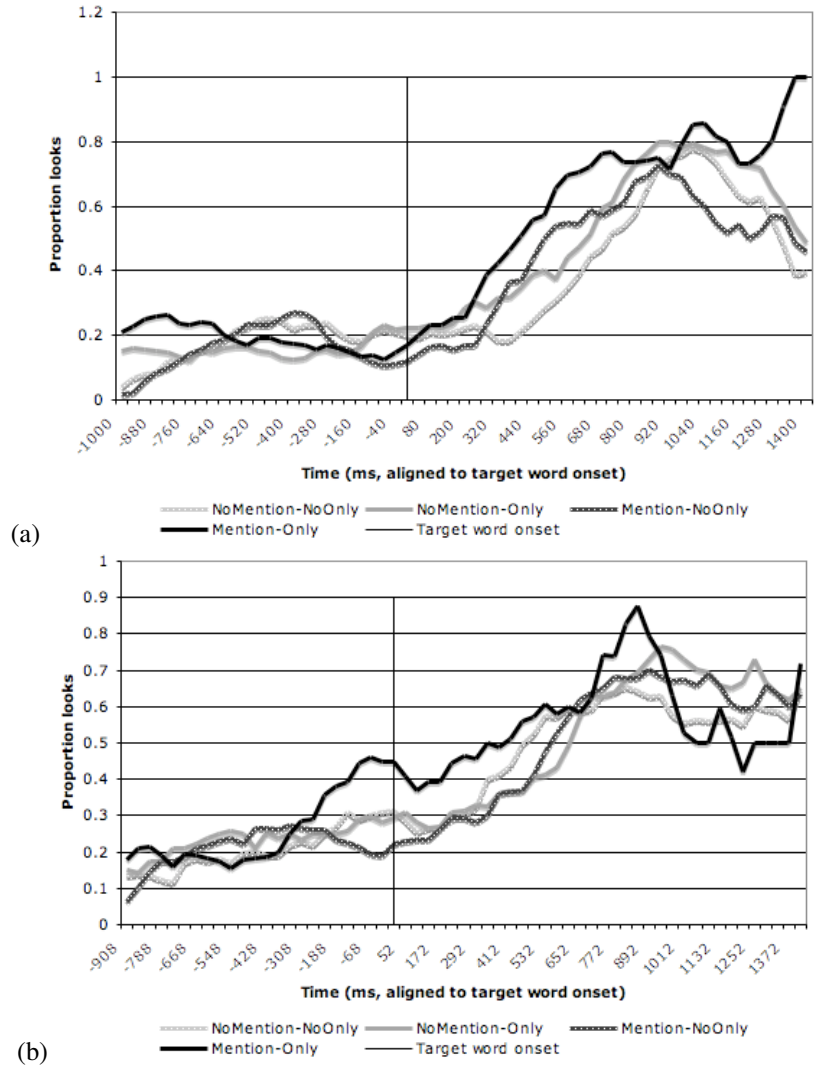 1.2
1
0.8
0.6
0.4
0.2
0
Proportion looks
-1000 -880 -760 -640 -520 -400 -280 -160 -40 80 200 320 440 560 680 800 920 1040 1160 1280 1400
Time (ms, aligned to target word onset)
NoMention-NoOnly NoMention-Only Mention-NoOnly
Mention-Only Target word onset
(a)
1
0.9
0.8
0.7
0.6
0.5
0.4
0.3
0.2
0.1
0
Proportion looks
-908 -788 -668 -548 -428 -308 -188 -68 52 172 292 412 532 652 772 892 1012 1132 1252 1372
Time (ms, aligned to target word onset)
NoMention-NoOnly NoMention-Only Mention-NoOnly
Mention-Only Target word onset
(b)